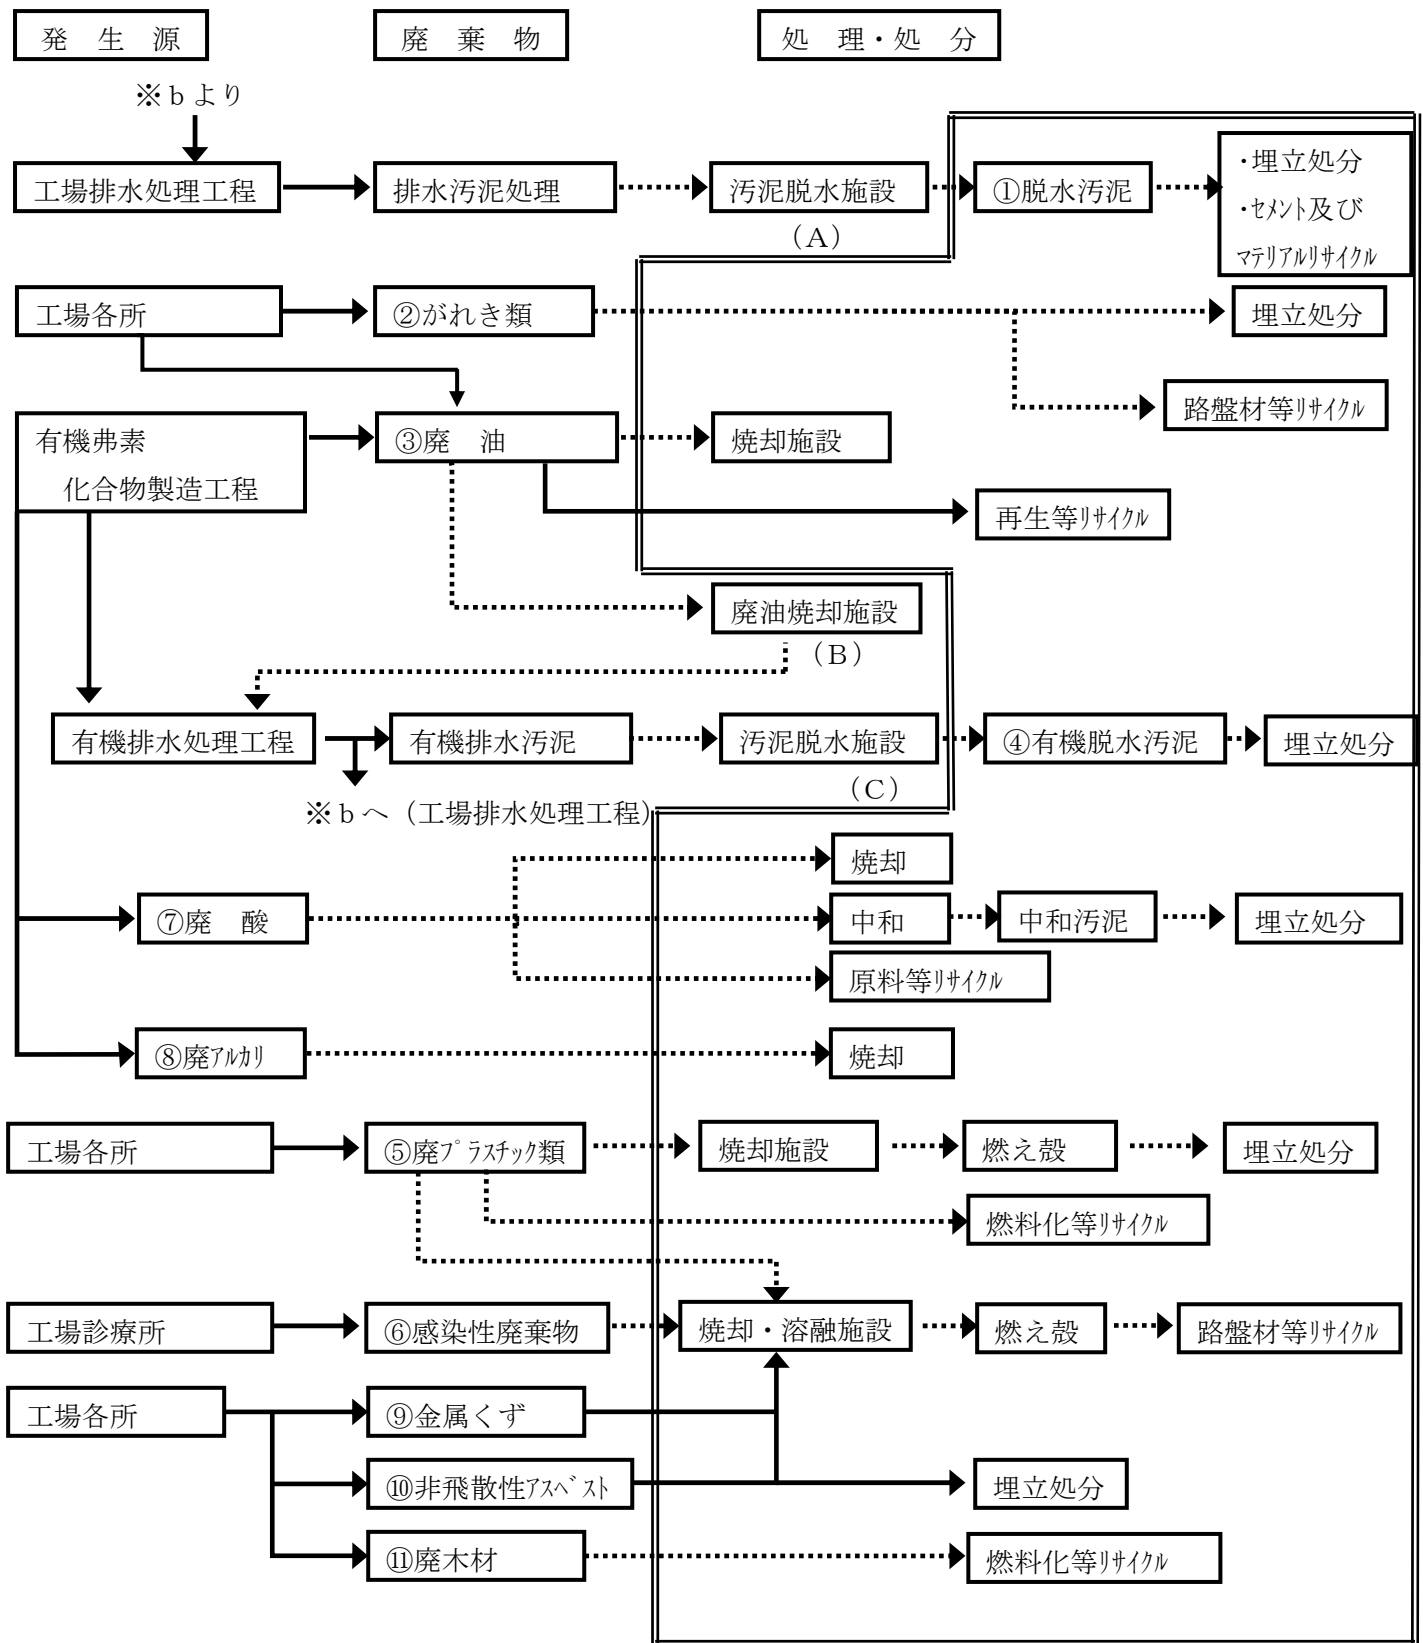 発 生 源
廃 棄 物
処 理・処 分
※ｂより
工場排水処理工程
排水汚泥処理
汚泥脱水施設
①脱水汚泥
・埋立処分
・ｾﾒﾝﾄ及び
ﾏﾃﾘｱﾙﾘｻｲｸﾙ
（A）
工場各所
②がれき類
埋立処分
路盤材等ﾘｻｲｸﾙ
有機弗素
化合物製造工程
③廃 油
焼却施設
再生等ﾘｻｲｸﾙ
廃油焼却施設
（B）
有機排水処理工程
有機排水汚泥
汚泥脱水施設
④有機脱水汚泥
埋立処分
（C）
※ｂへ（工場排水処理工程）
焼却
⑦廃 酸
中和
中和汚泥
埋立処分
原料等ﾘｻｲｸﾙ
⑧廃ｱﾙｶﾘ
焼却
工場各所
⑤廃ﾌﾟﾗｽﾁｯｸ類
焼却施設
燃え殻
埋立処分
燃料化等ﾘｻｲｸﾙ
工場診療所
⑥感染性廃棄物
焼却・溶融施設
燃え殻
路盤材等ﾘｻｲｸﾙ
工場各所
⑨金属くず
⑩非飛散性ｱｽﾍﾞｽﾄ
埋立処分
⑪廃木材
燃料化等ﾘｻｲｸﾙ